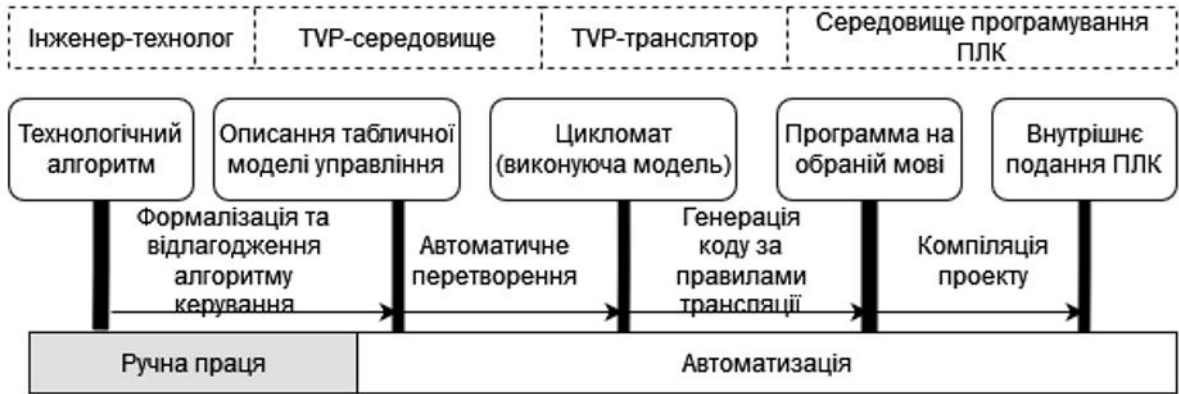 Інженер-технолог
TVP-середовище
TVP-транслятор
Середовище програмування
ПЛК
Технологічний
алгоритм
Описання табличної
моделі управління
Цикломат
(виконуюча модель)
Программа на
обраній мові
Внутрішнє
подання ПЛК
Формалізація та
відлагодження
алгоритму
керування
Автоматичне
перетворення
Генерація
коду за
правилами
транспяції
Компіляція
проекту
Ручна праця
Автоматизація